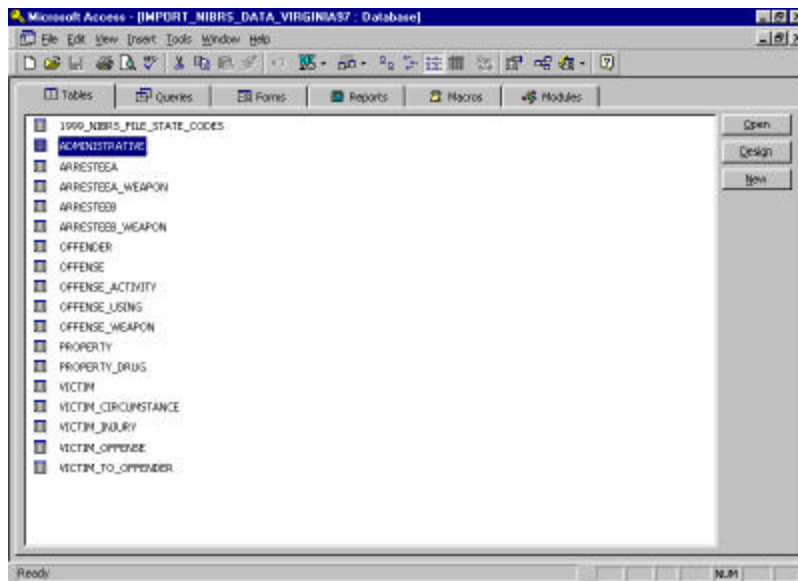 Microsoft Access - [IMPORT_NIBRS_DATA_VIRGINIA97 : Database]
File Edit View Insert Tools Window Help
Tables Queries Forms Reports Macros Modules
1999_NIBRS_FILE_STATE_CODES
ADMINISTRATIVE
ARRESTEEA
ARRESTEEA_WEAPON
ARRESTEEB
ARRESTEEB_WEAPON
OFFENDER
OFFENSE
OFFENSE_ACTIVITY
OFFENSE_USING
OFFENSE_WEAPON
PROPERTY
PROPERTY_DRUG
VICTIM
VICTIM_CIRCUMSTANCE
VICTIM_INJURY
VICTIM_OFFENSE
VICTIM_TO_OFFENDER
Open
Design
New
Ready NUM